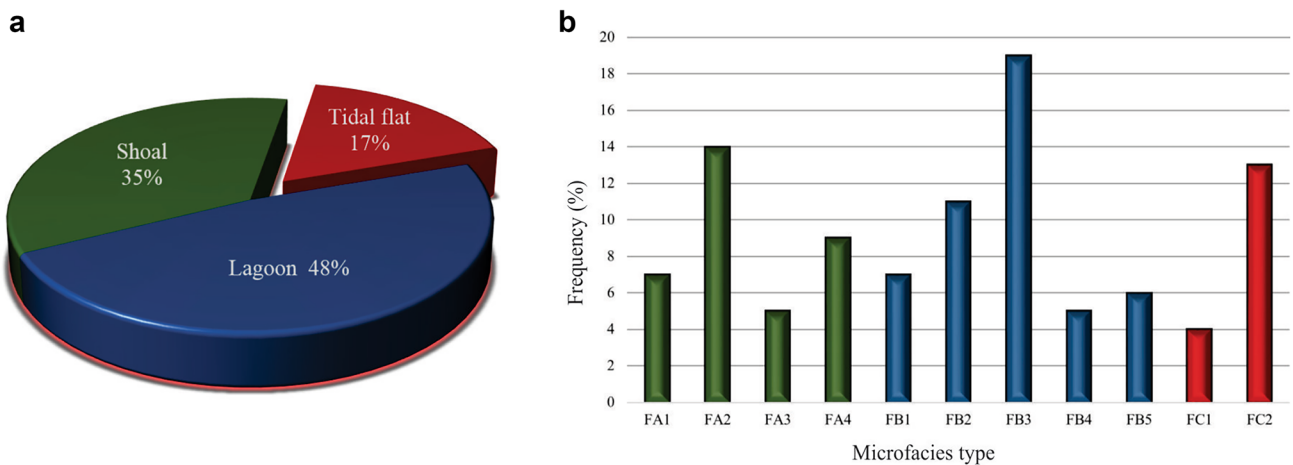 a
Shoal
35%
Tidal flat
17%
Lagoon 48%
b
Frequency (%)
20
18
16
14
12
10
8
6
4
2
0
FA1 FA2 FA3 FA4 FB1 FB2 FB3 FB4 FB5 FC1 FC2
Microfacies type